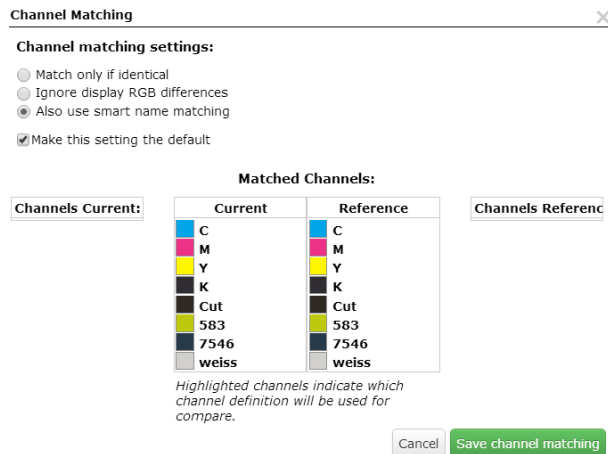 Channel Matching
Channel matching settings:
Match only if identical
Ignore display RGB differences
Also use smart name matching
Make this setting the default
Matched Channels:
Channels Current: Current Reference Channels Referenc
C C
M M
Y Y
K K
Cut Cut
583 583
7546 7546
weiss weiss
Highlighted channels indicate which
channel definition will be used for
compare.
Cancel Save channel matching